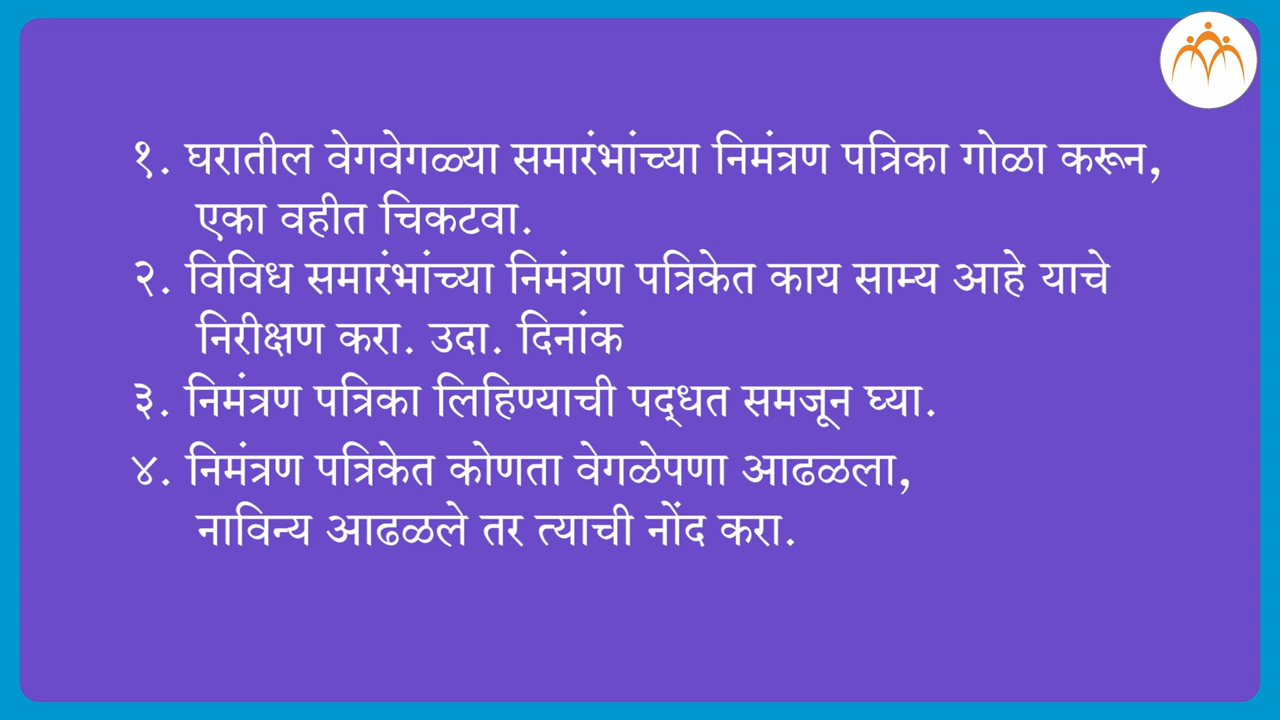 १. घरातील वेगवेगळ्या समारंभांच्या निमंत्रण पत्रिका गोळा करून,
एका वहीत चिकटवा.
२. विविध समारंभांच्या निमंत्रण पत्रिकेत काय साम्य आहे याचे
निरीक्षण करा. उदा. दिनांक
३. निमंत्रण पत्रिका लिहिण्याची पद्‌धत समजून घ्या.
४. निमंत्रण पत्रिकेत कोणता वेगळेपणा आढळला,
नाविन्य आढळले तर त्याची नोंद करा.